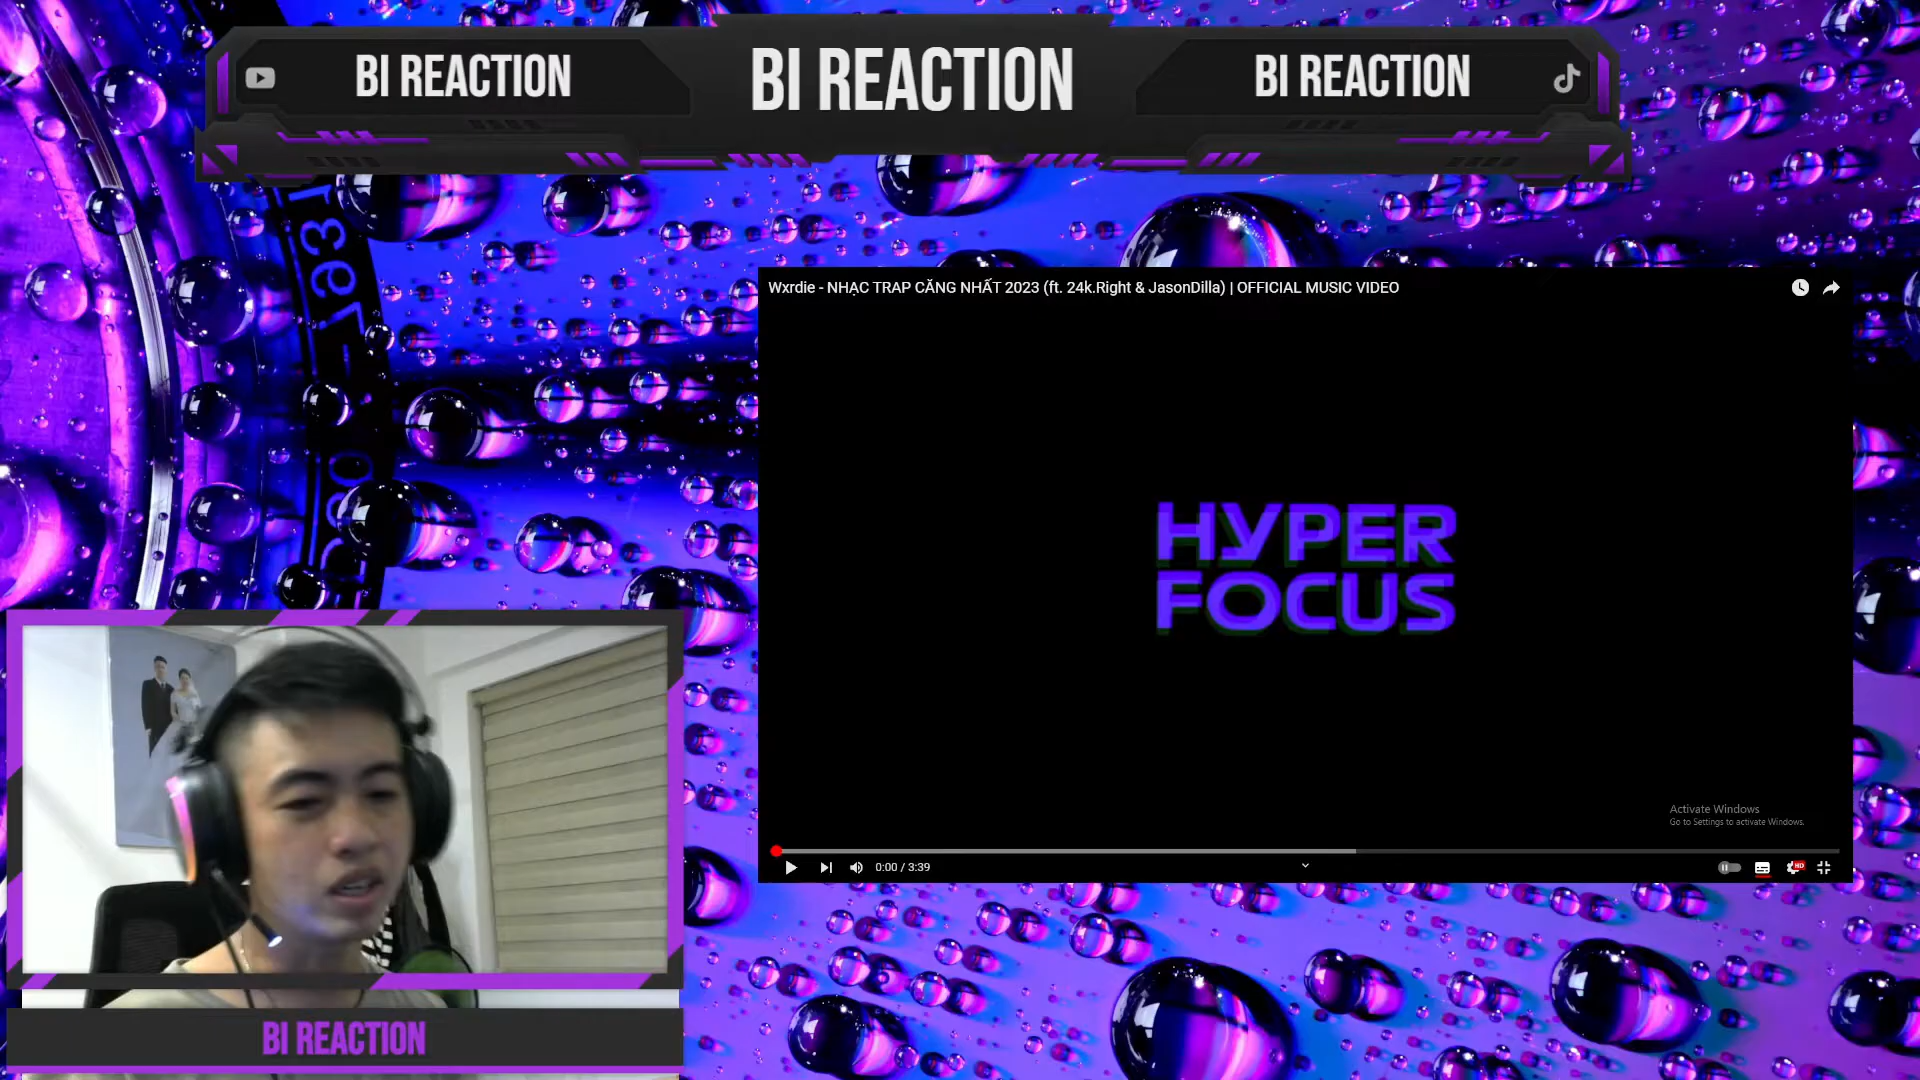 BI REACTION
BI REACTION
BI REACTION
Wxrdie - NHẠC TRAP CĂNG NHẤT 2023 (ft. 24k.Right & JasonDilla) | OFFICIAL MUSIC VIDEO
HYPER
FOCUS
Activate Windows
Go to Settings to activate Windows.
0:00 / 3:39
HD
BI REACTION